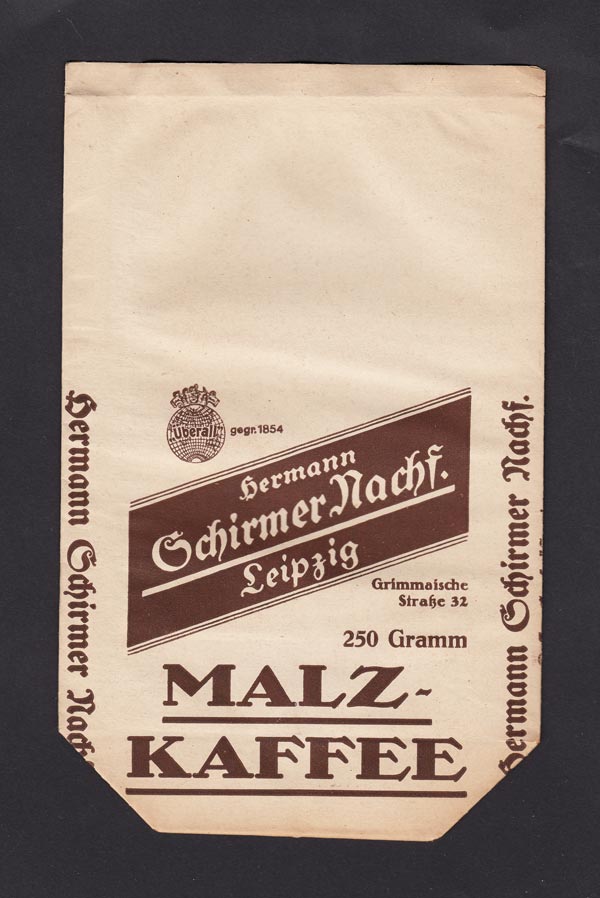 Überall
gegr. 1854
Hermann
Schirmer Nachf.
Leipzig
Grimmaische
Straße 32
250 Gramm
MALZ-
KAFFEE
Hermann Schirmer Nachf.
Hermann Schirmer Nachf.